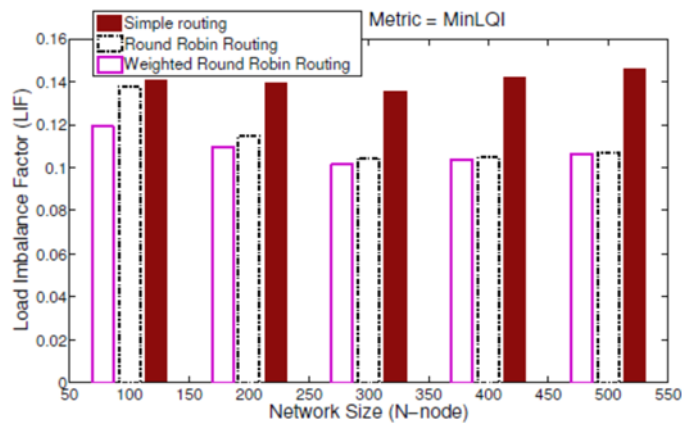 Metric = MinLQI
Simple routing
Round Robin Routing
Weighted Round Robin Routing
Load Imbalance Factor (LIF)
0.16
0.14
0.12
0.1
0.08
0.06
0.04
0.02
0
50 100 150 200 250 300 350 400 450 500 550
Network Size (N−node)